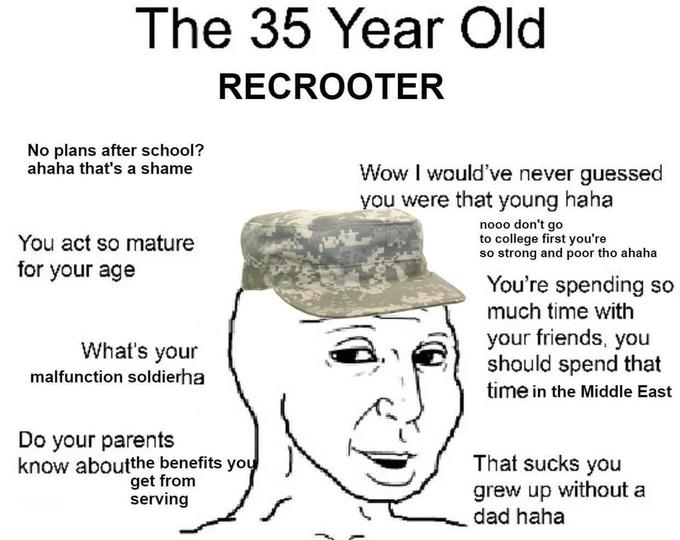 The 35 Year Old
RECROOTER
No plans after school?
ahaha that's a shame
Wow I would've never guessed
you were that young haha
nooo don't go
to college first you're
so strong and poor tho ahaha
You act so mature
for your age
You're spending so
much time with
your friends, you
should spend that
time in the Middle East
What's your
malfunction soldierha
Do your parents
know aboutthe benefits you
get from
serving
That sucks you
grew up without a
dad haha